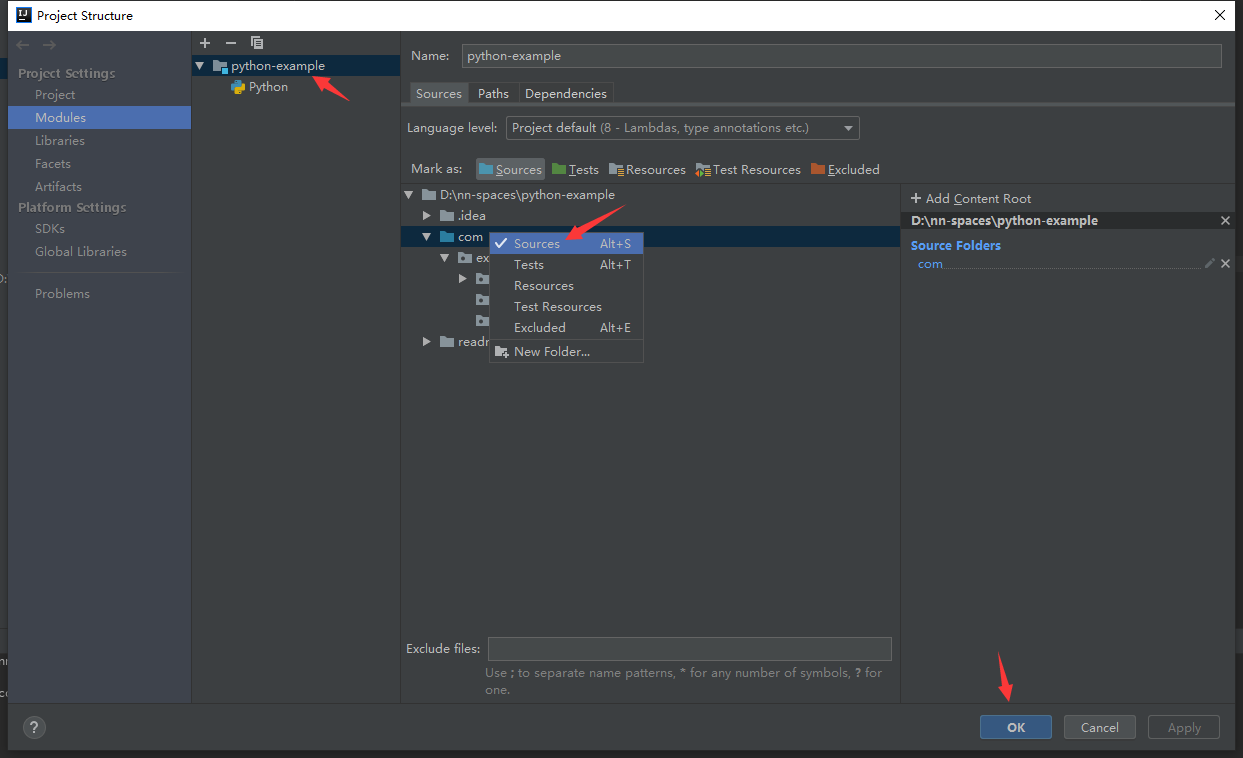 Project Structure
Project Settings
Project
Modules
Libraries
Facets
Artifacts
Platform Settings
SDKs
Global Libraries
Problems
python-example
Python
Name: python-example
Sources Paths Dependencies
Language level: Project default (8 - Lambdas, type annotations etc.)
Mark as: Sources Tests Resources Test Resources Excluded
D:\nn-spaces\python-example
.idea
com
ex
readr
Sources Alt+S
Tests Alt+T
Resources
Test Resources
Excluded Alt+E
New Folder...
+ Add Content Root
D:\nn-spaces\python-example
Source Folders
com
Exclude files:
Use ; to separate name patterns, * for any number of symbols, ? for
one.
?
OK Cancel Apply